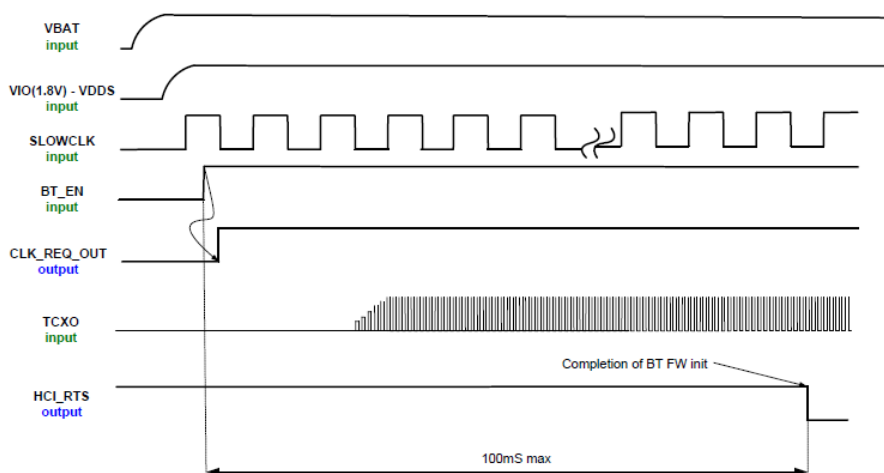 VBAT
input
VIO(1.8V) - VDDS
input
SLOWCLK
input
BT_EN
input
CLK_REQ_OUT
output
TCXO
input
Completion of BT FW init
HCI_RTS
output
100mS max